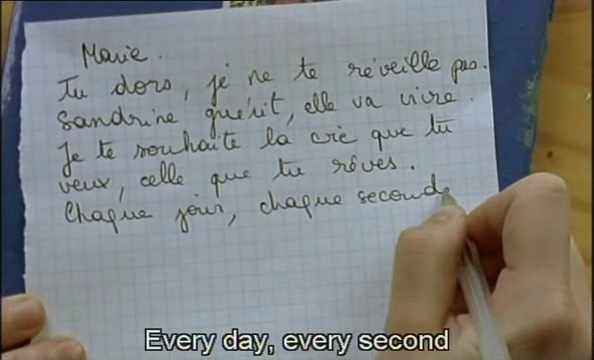 Marie.
Tu dors, je ne te réveille pas.
Sandrine guérit, elle va vivre.
Je te souhaite la vie que tu
veux, celle que tu rêves.
Chaque jour, chaque second
Every day, every second